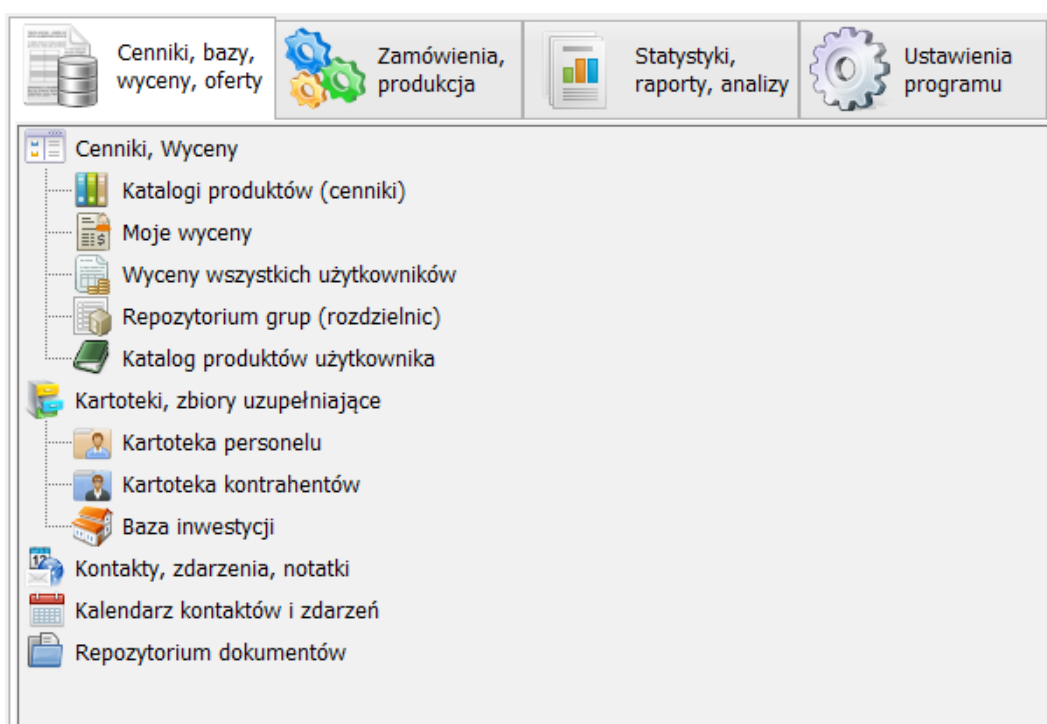 Cenniki, bazy,
wyceny, oferty
Zamówienia,
produkcja
Statystyki,
raporty, analizy
Ustawienia
programu
Cenniki, Wyceny
Katalogi produktów (cenniki)
Moje wyceny
Wyceny wszystkich użytkowników
Repozytorium grup (rozdzielnic)
Katalog produktów użytkownika
Kartoteki, zbiory uzupełniające
Kartoteka personelu
Kartoteka kontrahentów
Baza inwestycji
12
Kontakty, zdarzenia, notatki
Kalendarz kontaktów i zdarzeń
Repozytorium dokumentów